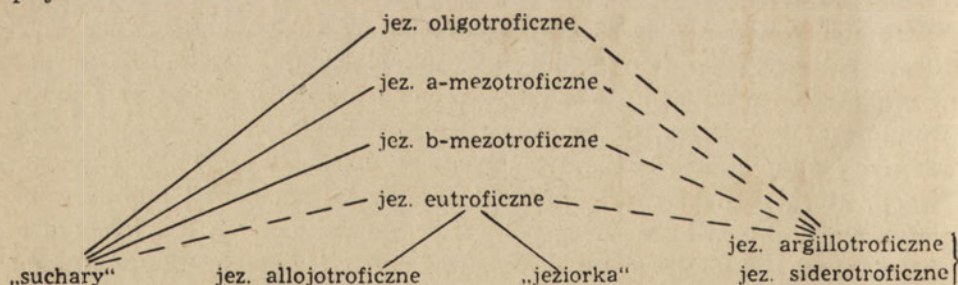 jez. oligotroficzne
jez. a-mezotroficzne
jez. b-mezotroficzne
jez. eutroficzne
jez. argillotroficzne
„suchary“ jez. allojotroficzne „jeziorka“ jez. siderotroficzne